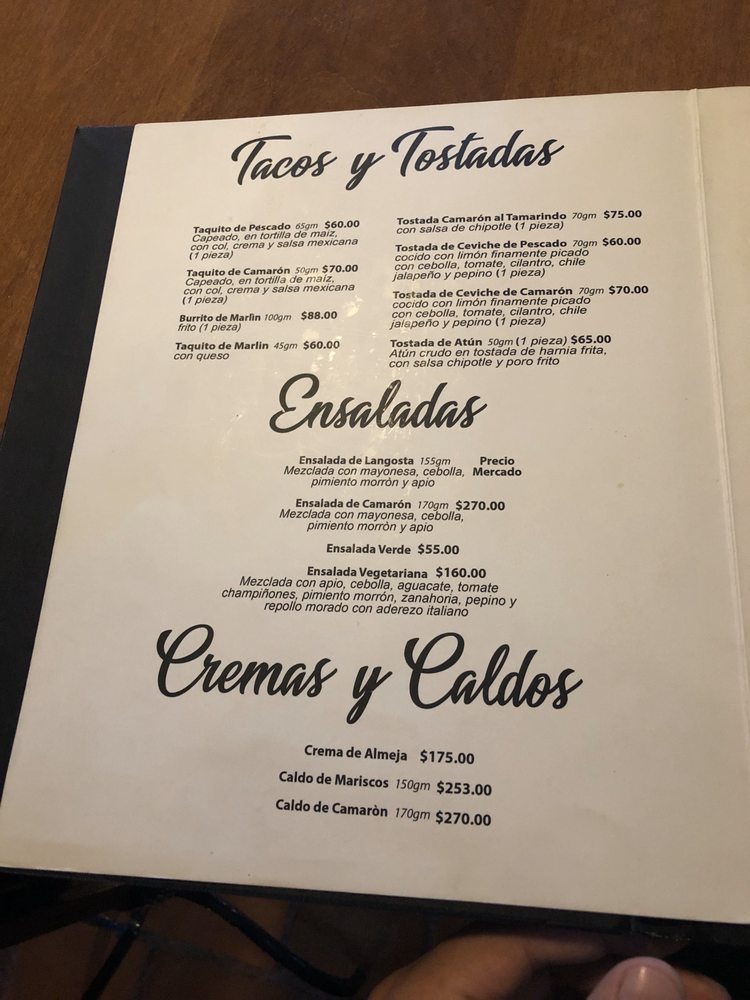 Tacos y Tostadas
Taquito de Pescado 65gm $60.00
Capeado, en tortilla de maiz,
con col, crema y salsa mexicana
(1 pieza)
Taquito de Camarón 50gm $70.00
Capeado, en tortilla de maiz,
con col, crema y salsa mexicana
(1 pieza)
Burrito de Marlin 100gm $88.00
frito (1 pieza)
Taquito de Marlin 45gm $60.00
con queso
Tostada Camarón al Tamarindo 70gm $75.00
con salsa de chipotle (1 pieza)
Tostada de Ceviche de Pescado 70gm $60.00
cocido con limón finamente picado
con cebolla, tomate, cilantro, chile
jalapeño y pepino (1 pieza)
Tostada de Ceviche de Camarón 70gm $70.00
cocido con limón finamente picado
con cebolla, tomate, cilantro, chile
jalapeño y pepino (1 pieza)
Tostada de Atún 50gm (1 pieza) $65.00
Atún crudo en tostada de harnia frita,
con salsa chipotle y poro frito
Ensaladas
Ensalada de Langosta 155gm Precio
Mezclada con mayonesa, cebolla, Mercado
pimiento morròn y apio
Ensalada de Camarón 170gm $270.00
Mezclada con mayonesa, cebolla,
pimiento morròn y apio
Ensalada Verde $55.00
Ensalada Vegetariana $160.00
Mezclada con apio, cebolla, aguacate, tomate
champiñones, pimiento morrón, zanahoria, pepino y
repollo morado con aderezo italiano
Cremas y Caldos
Crema de Almeja $175.00
Caldo de Mariscos 150gm $253.00
Caldo de Camaròn 170gm $270.00